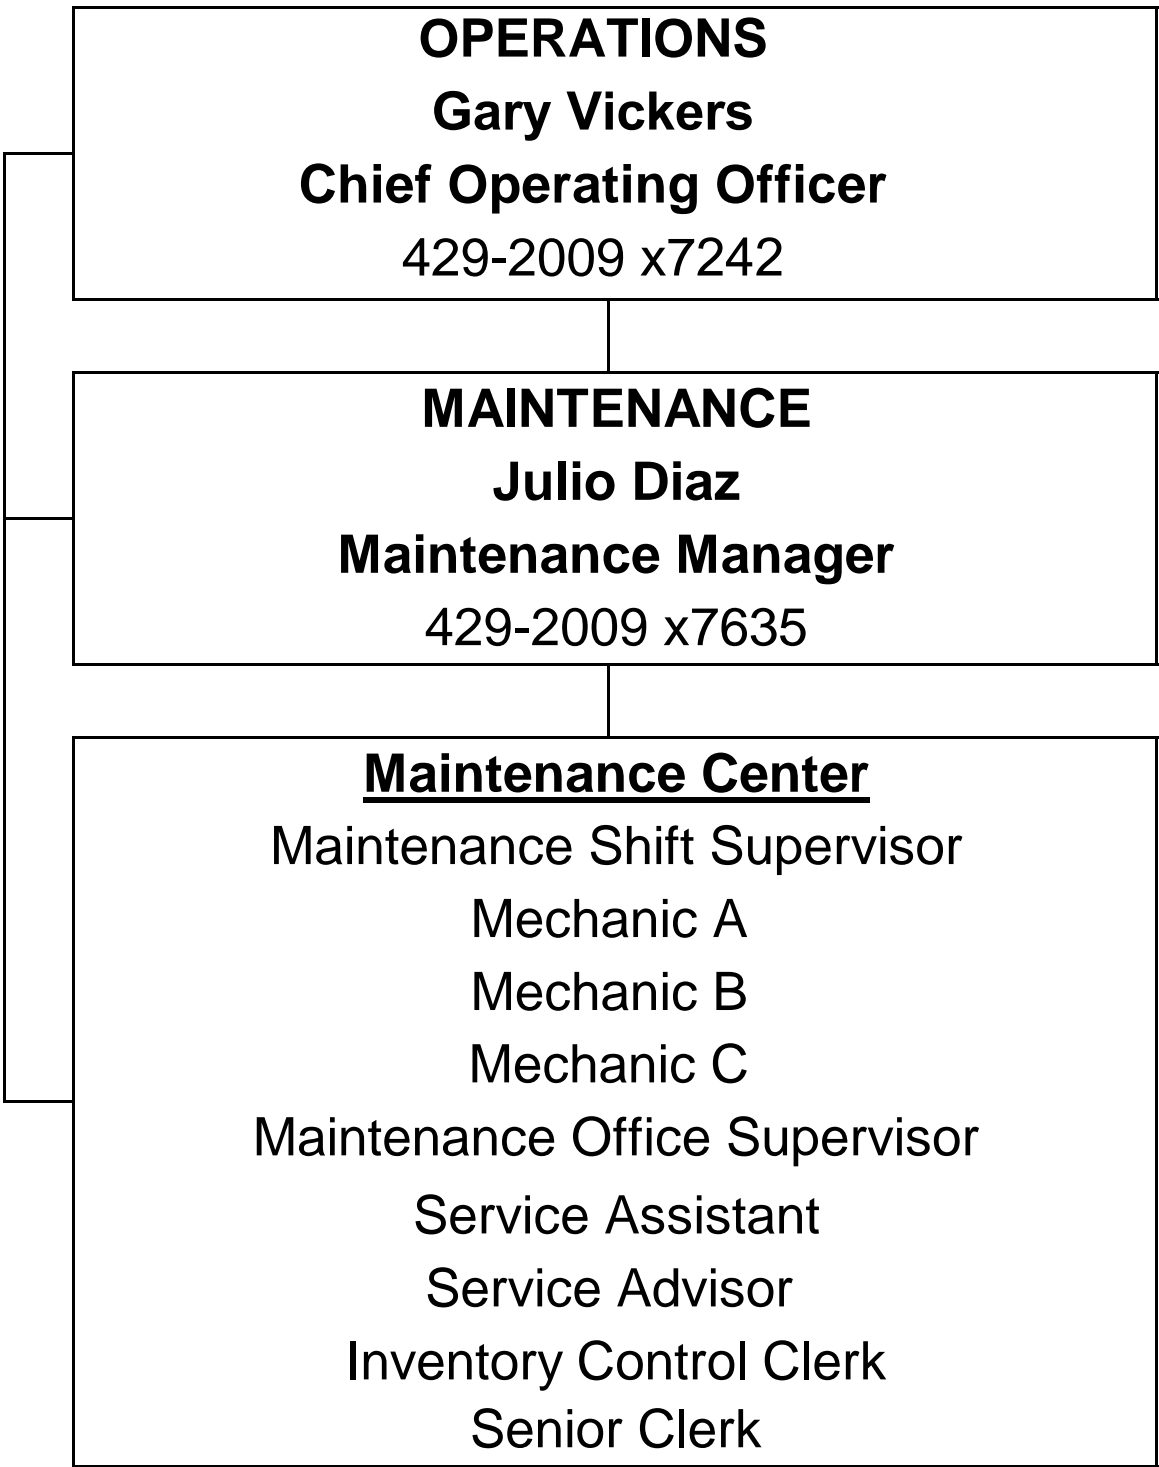 OPERATIONS
Gary Vickers
Chief Operating Officer
429-2009 x7242
MAINTENANCE
Julio Diaz
Maintenance Manager
429-2009 x7635
Maintenance Center
Maintenance Shift Supervisor
Mechanic A
Mechanic B
Mechanic C
Maintenance Office Supervisor
Service Assistant
Service Advisor
Inventory Control Clerk
Senior Clerk